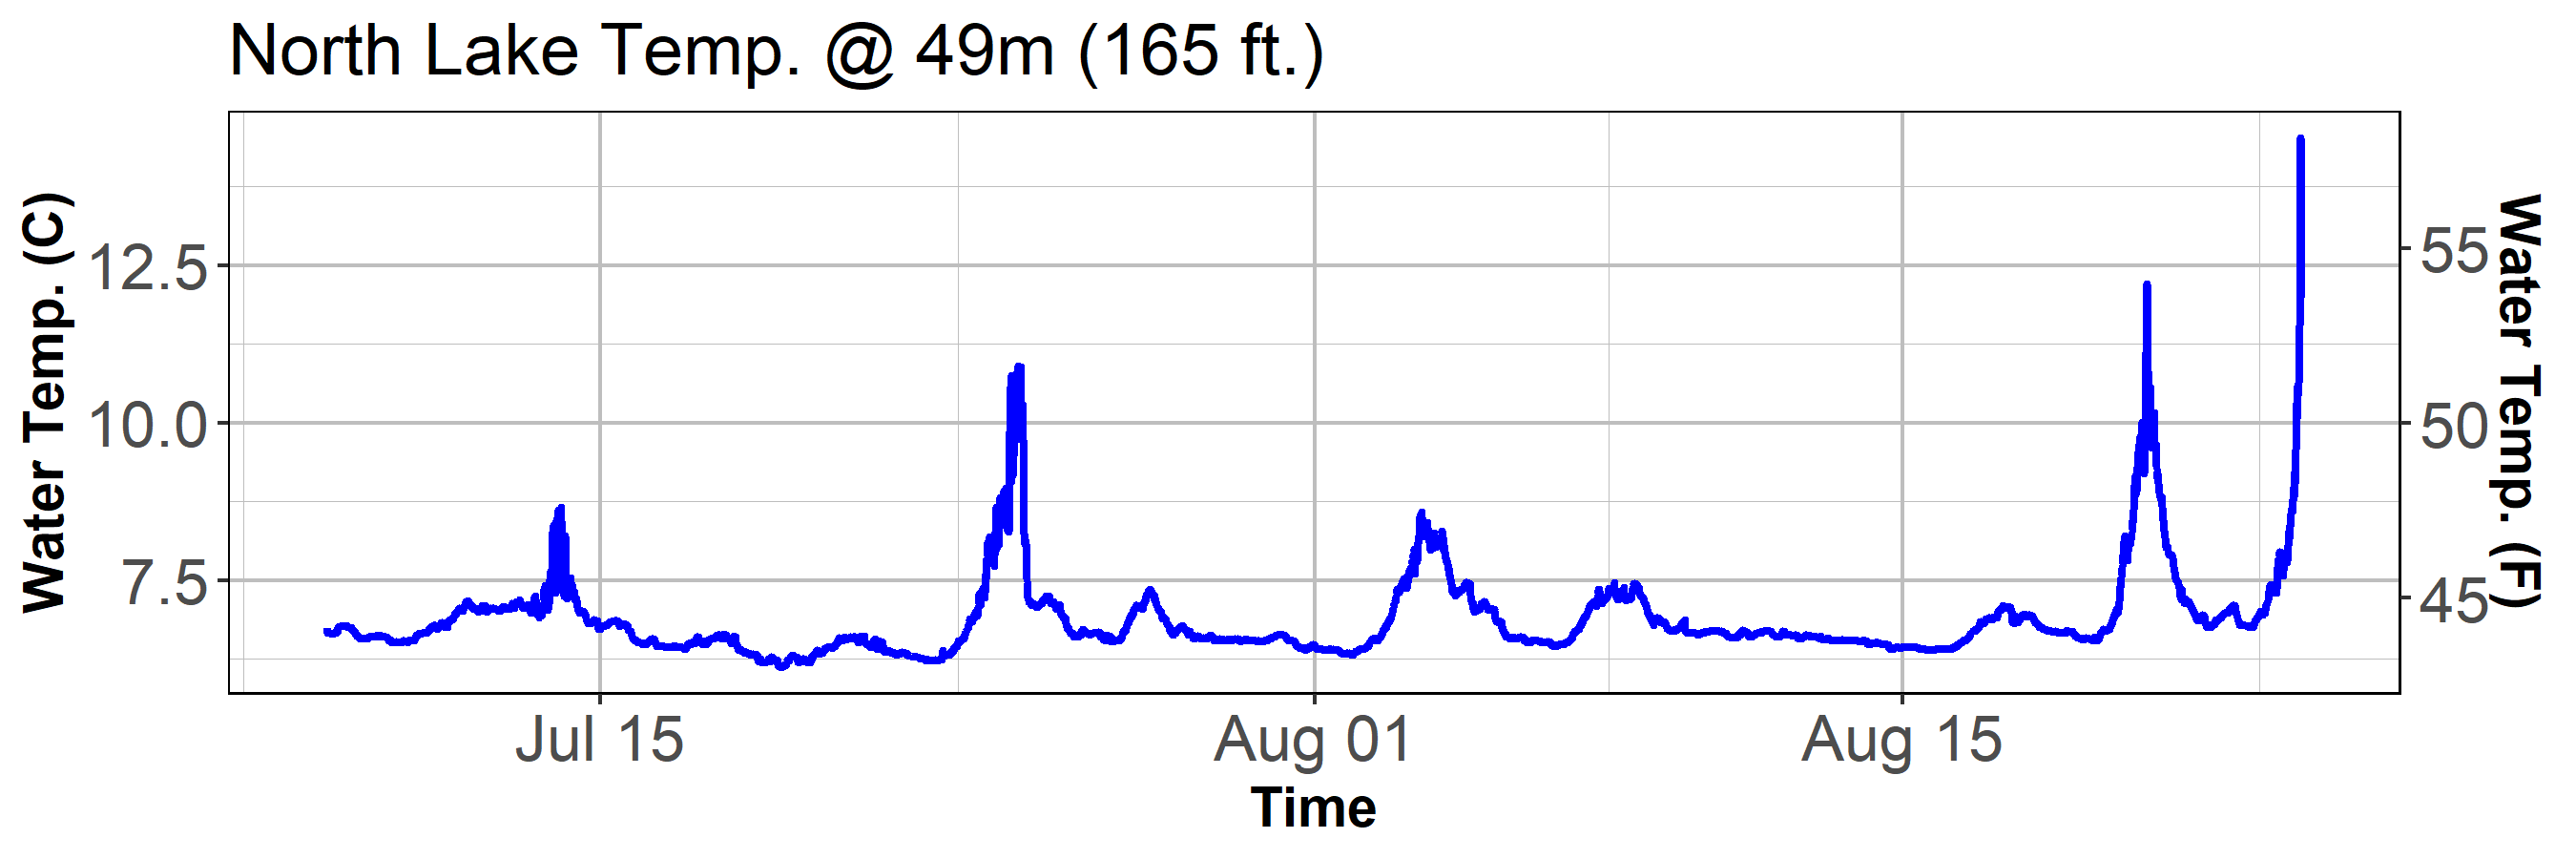 North Lake Temp. @ 49m (165 ft.)
Water Temp. (C)
12.5
10.0
7.5
55
50
45
Water Temp. (F)
Jul 15
Aug 01
Aug 15
Time